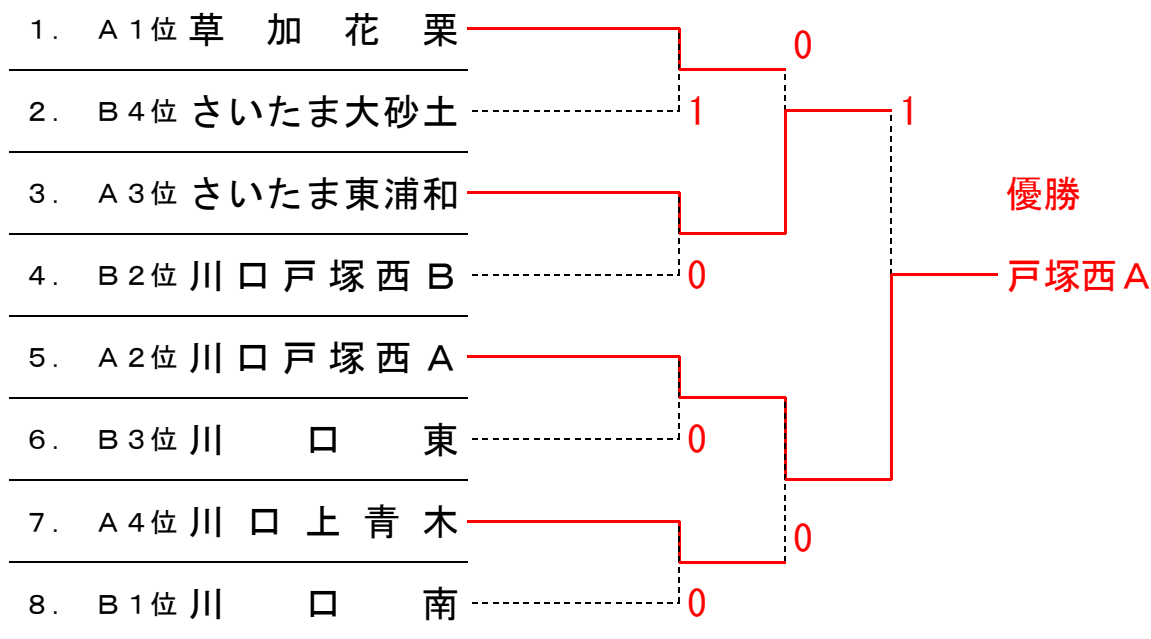 1. A1位 草加花栗
0
2. B4位 さいたま大砂土
1
1
3. A3位 さいたま東浦和
優勝
4. B2位 川口戸塚西B
0
戸塚西A
5. A2位 川口戸塚西A
6. B3位 川口東
0
7. A4位 川口上青木
0
8. B1位 川口南
0